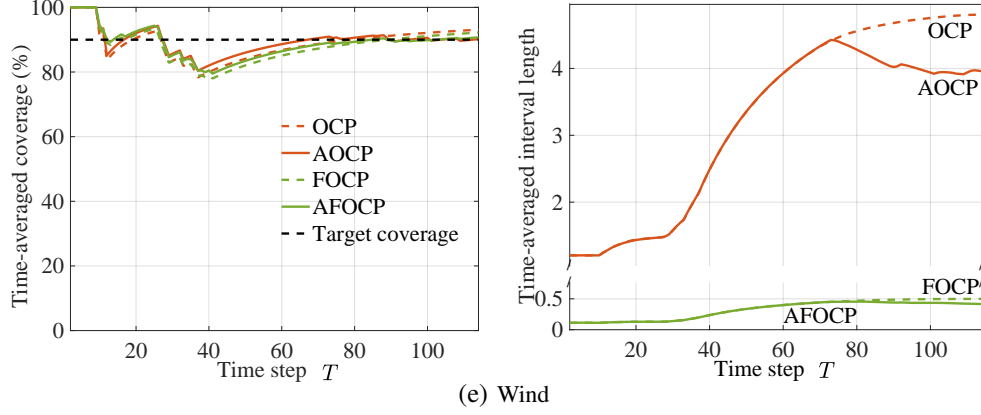 100
80
60
40
20
0
Time-averaged coverage (%)
OCP
AOCP
FOCP
AFOCP
Target coverage
20 40 60 80 100
Time step T
4
2
0.5
0
Time-averaged interval length
OCP
AOCP
FOCP
AFOCP
20 40 60 80 100
Time step T
(e) Wind